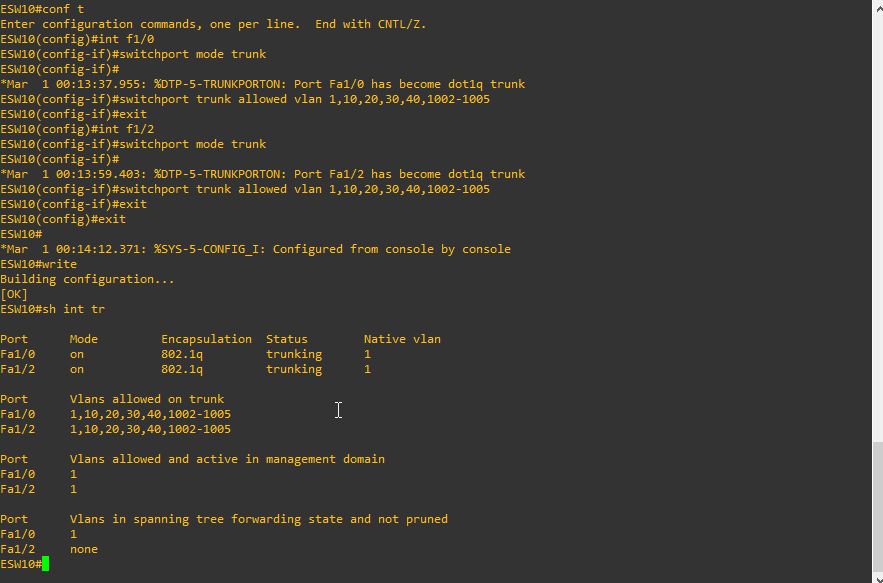 ESW10#conf t
Enter configuration commands, one per line.  End with CNTL/Z.
ESW10(config)#int f1/0
ESW10(config-if)#switchport mode trunk
ESW10(config-if)#
*Mar  1 00:13:37.955: %DTP-5-TRUNKPORTON: Port Fa1/0 has become dot1q trunk
ESW10(config-if)#switchport trunk allowed vlan 1,10,20,30,40,1002-1005
ESW10(config-if)#exit
ESW10(config)#int f1/2
ESW10(config-if)#switchport mode trunk
ESW10(config-if)#
*Mar  1 00:13:59.403: %DTP-5-TRUNKPORTON: Port Fa1/2 has become dot1q trunk
ESW10(config-if)#switchport trunk allowed vlan 1,10,20,30,40,1002-1005
ESW10(config-if)#exit
ESW10(config)#exit
ESW10#
*Mar  1 00:14:12.371: %SYS-5-CONFIG_I: Configured from console by console
ESW10#write
Building configuration...
[OK]
ESW10#sh int tr

Port      Mode         Encapsulation  Status        Native vlan
Fa1/0     on           802.1q         trunking      1
Fa1/2     on           802.1q         trunking      1

Port      Vlans allowed on trunk
Fa1/0     1,10,20,30,40,1002-1005
Fa1/2     1,10,20,30,40,1002-1005

Port      Vlans allowed and active in management domain
Fa1/0     1
Fa1/2     1

Port      Vlans in spanning tree forwarding state and not pruned
Fa1/0     1
Fa1/2     none
ESW10#